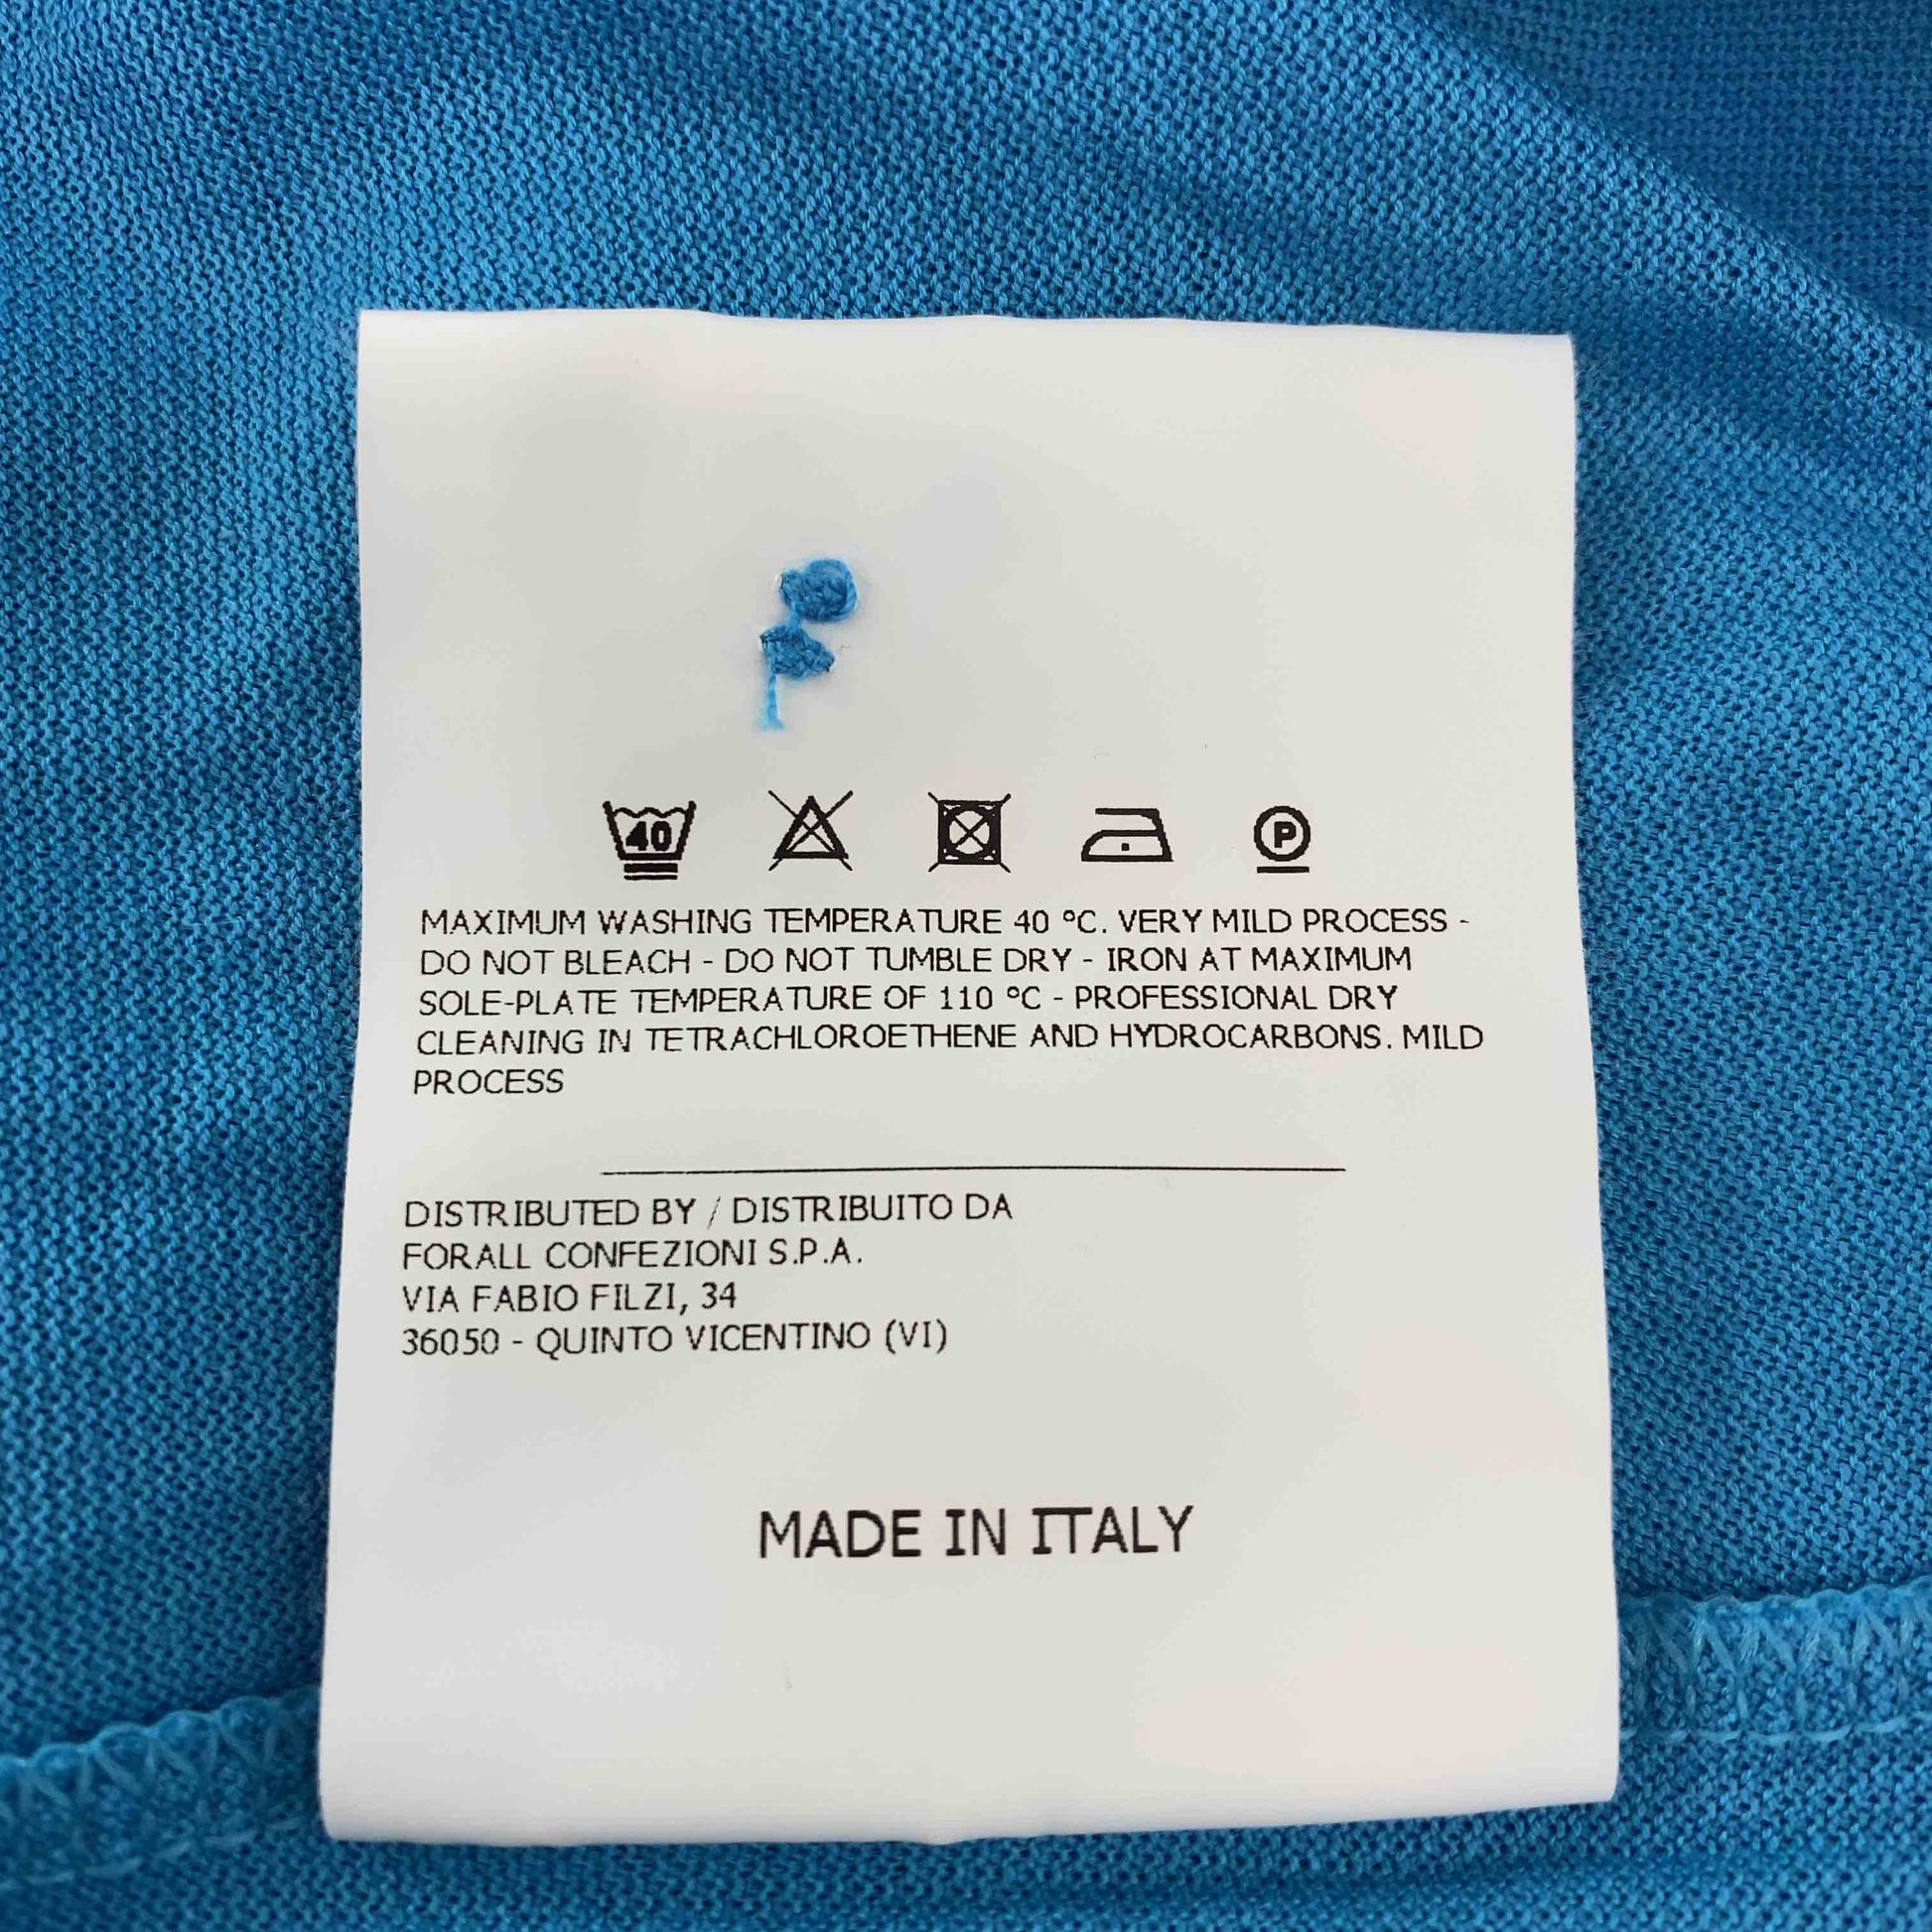 40 P
MAXIMUM WASHING TEMPERATURE 40 °C. VERY MILD PROCESS -
DO NOT BLEACH - DO NOT TUMBLE DRY - IRON AT MAXIMUM
SOLE-PLATE TEMPERATURE OF 110 °C - PROFESSIONAL DRY
CLEANING IN TETRACHLOROETHENE AND HYDROCARBONS. MILD
PROCESS
DISTRIBUTED BY / DISTRIBUITO DA
FORALL CONFEZIONI S.P.A.
VIA FABIO FILZI, 34
36050 - QUINTO VICENTINO (VI)
MADE IN ITALY